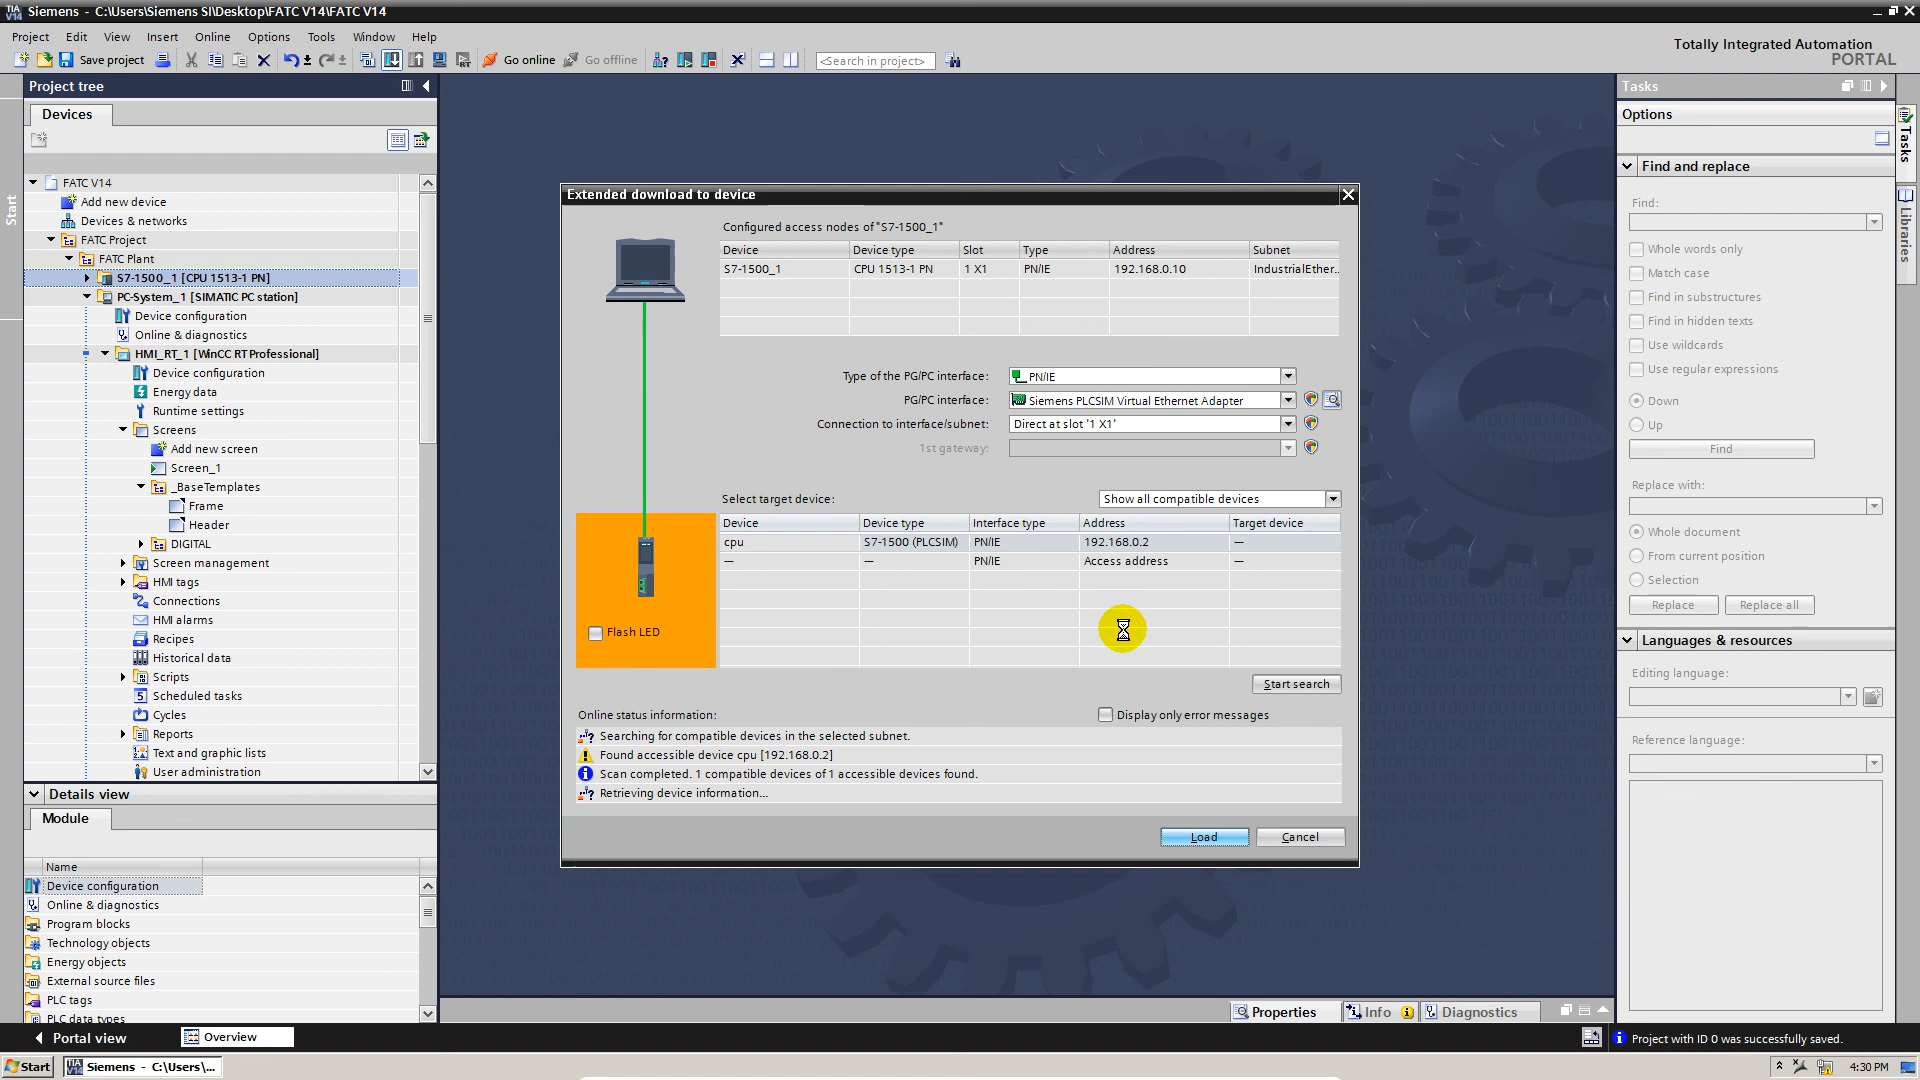 TIA V14 Siemens - C:\Users\Siemens SI\Desktop\FATC V14\FATC V14
Project Edit View Insert Online Options Tools Window Help
Totally Integrated Automation
PORTAL
Save project Go online Go offline <Search in project>
Project tree
Devices
Start
FATC V14
Add new device
Devices & networks
FATC Project
FATC Plant
S7-1500_1 [CPU 1513-1 PN]
PC-System_1 [SIMATIC PC station]
Device configuration
Online & diagnostics
HMI_RT_1 [WinCC RT Professional]
Device configuration
Energy data
Runtime settings
Screens
Add new screen
Screen_1
_BaseTemplates
Frame
Header
DIGITAL
Screen management
HMI tags
Connections
HMI alarms
Recipes
Historical data
Scripts
Scheduled tasks
Cycles
Reports
Text and graphic lists
User administration
Details view
Module
Name
Device configuration
Online & diagnostics
Program blocks
Technology objects
Energy objects
External source files
PLC tags
PLC data types
Extended download to device
Configured access nodes of "S7-1500_1"
Device Device type Slot Type Address Subnet
S7-1500_1 CPU 1513-1 PN 1 X1 PN/IE 192.168.0.10 IndustrialEther..
Type of the PG/PC interface: PN/IE
PG/PC interface: Siemens PLCSIM Virtual Ethernet Adapter
Connection to interface/subnet: Direct at slot '1 X1'
1st gateway:
Select target device: Show all compatible devices
Device Device type Interface type Address Target device
cpu S7-1500 (PLCSIM) PN/IE 192.168.0.2 —
— — PN/IE Access address —
Flash LED
Start search
Online status information: Display only error messages
Searching for compatible devices in the selected subnet.
Found accessible device cpu [192.168.0.2]
Scan completed. 1 compatible devices of 1 accessible devices found.
Retrieving device information...
Load Cancel
Tasks
Options
Find and replace
Find:
Whole words only
Match case
Find in substructures
Find in hidden texts
Use wildcards
Use regular expressions
Down
Up
Find
Replace with:
Whole document
From current position
Selection
Replace Replace all
Languages & resources
Editing language:
Reference language:
Tasks
Libraries
Properties Info Diagnostics
Portal view Overview Project with ID 0 was successfully saved.
Start Siemens - C:\Users\... 4:30 PM